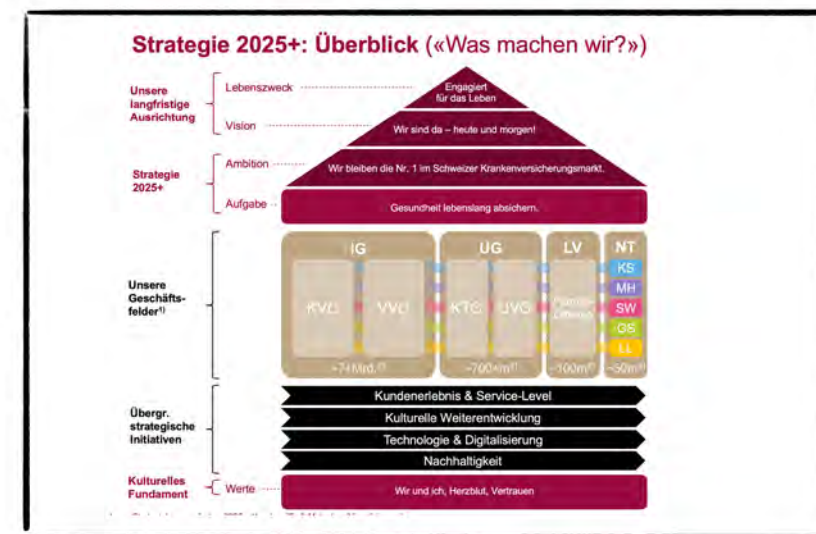 Strategie 2025+: Überblick («Was machen wir?»)
Unsere
langfristige
Ausrichtung
Lebenszweck
Engagiert
für das Leben
Vision
Wir sind da – heute und morgen!
Strategie
2025+
Ambition
Wir bleiben die Nr. 1 im Schweizer Krankenversicherungsmarkt.
Aufgabe
Gesundheit lebenslang absichern.
Unsere
Geschäfts-
felder¹⁾
IG
UG
LV
NT
KVG
VVG
KTG
UVG
KS
MH
SW
GS
LL
Übergr.
strategische
Initiativen
Kundenerlebnis & Service-Level
Kulturelle Weiterentwicklung
Technologie & Digitalisierung
Nachhaltigkeit
Kulturelles
Fundament
Werte
Wir und ich, Herzblut, Vertrauen